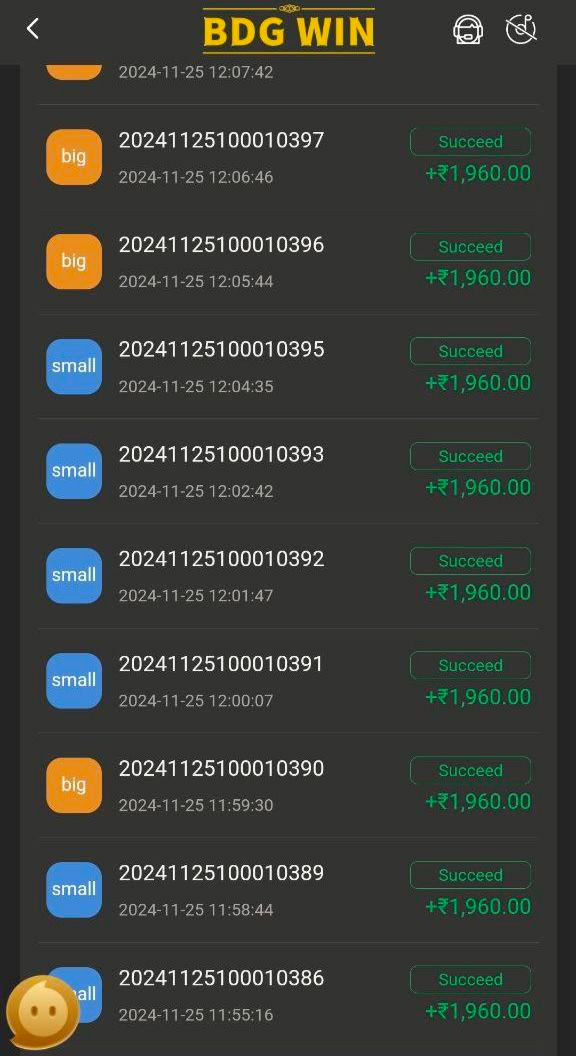 BDG WIN
2024-11-25 12:07:42
big
20241125100010397
Succeed
2024-11-25 12:06:46
+₹1,960.00
big
20241125100010396
Succeed
2024-11-25 12:05:44
+₹1,960.00
small
20241125100010395
Succeed
2024-11-25 12:04:35
+₹1,960.00
small
20241125100010393
Succeed
2024-11-25 12:02:42
+₹1,960.00
small
20241125100010392
Succeed
2024-11-25 12:01:47
+₹1,960.00
small
20241125100010391
Succeed
2024-11-25 12:00:07
+₹1,960.00
big
20241125100010390
Succeed
2024-11-25 11:59:30
+₹1,960.00
small
20241125100010389
Succeed
2024-11-25 11:58:44
+₹1,960.00
all
20241125100010386
Succeed
2024-11-25 11:55:16
+₹1,960.00